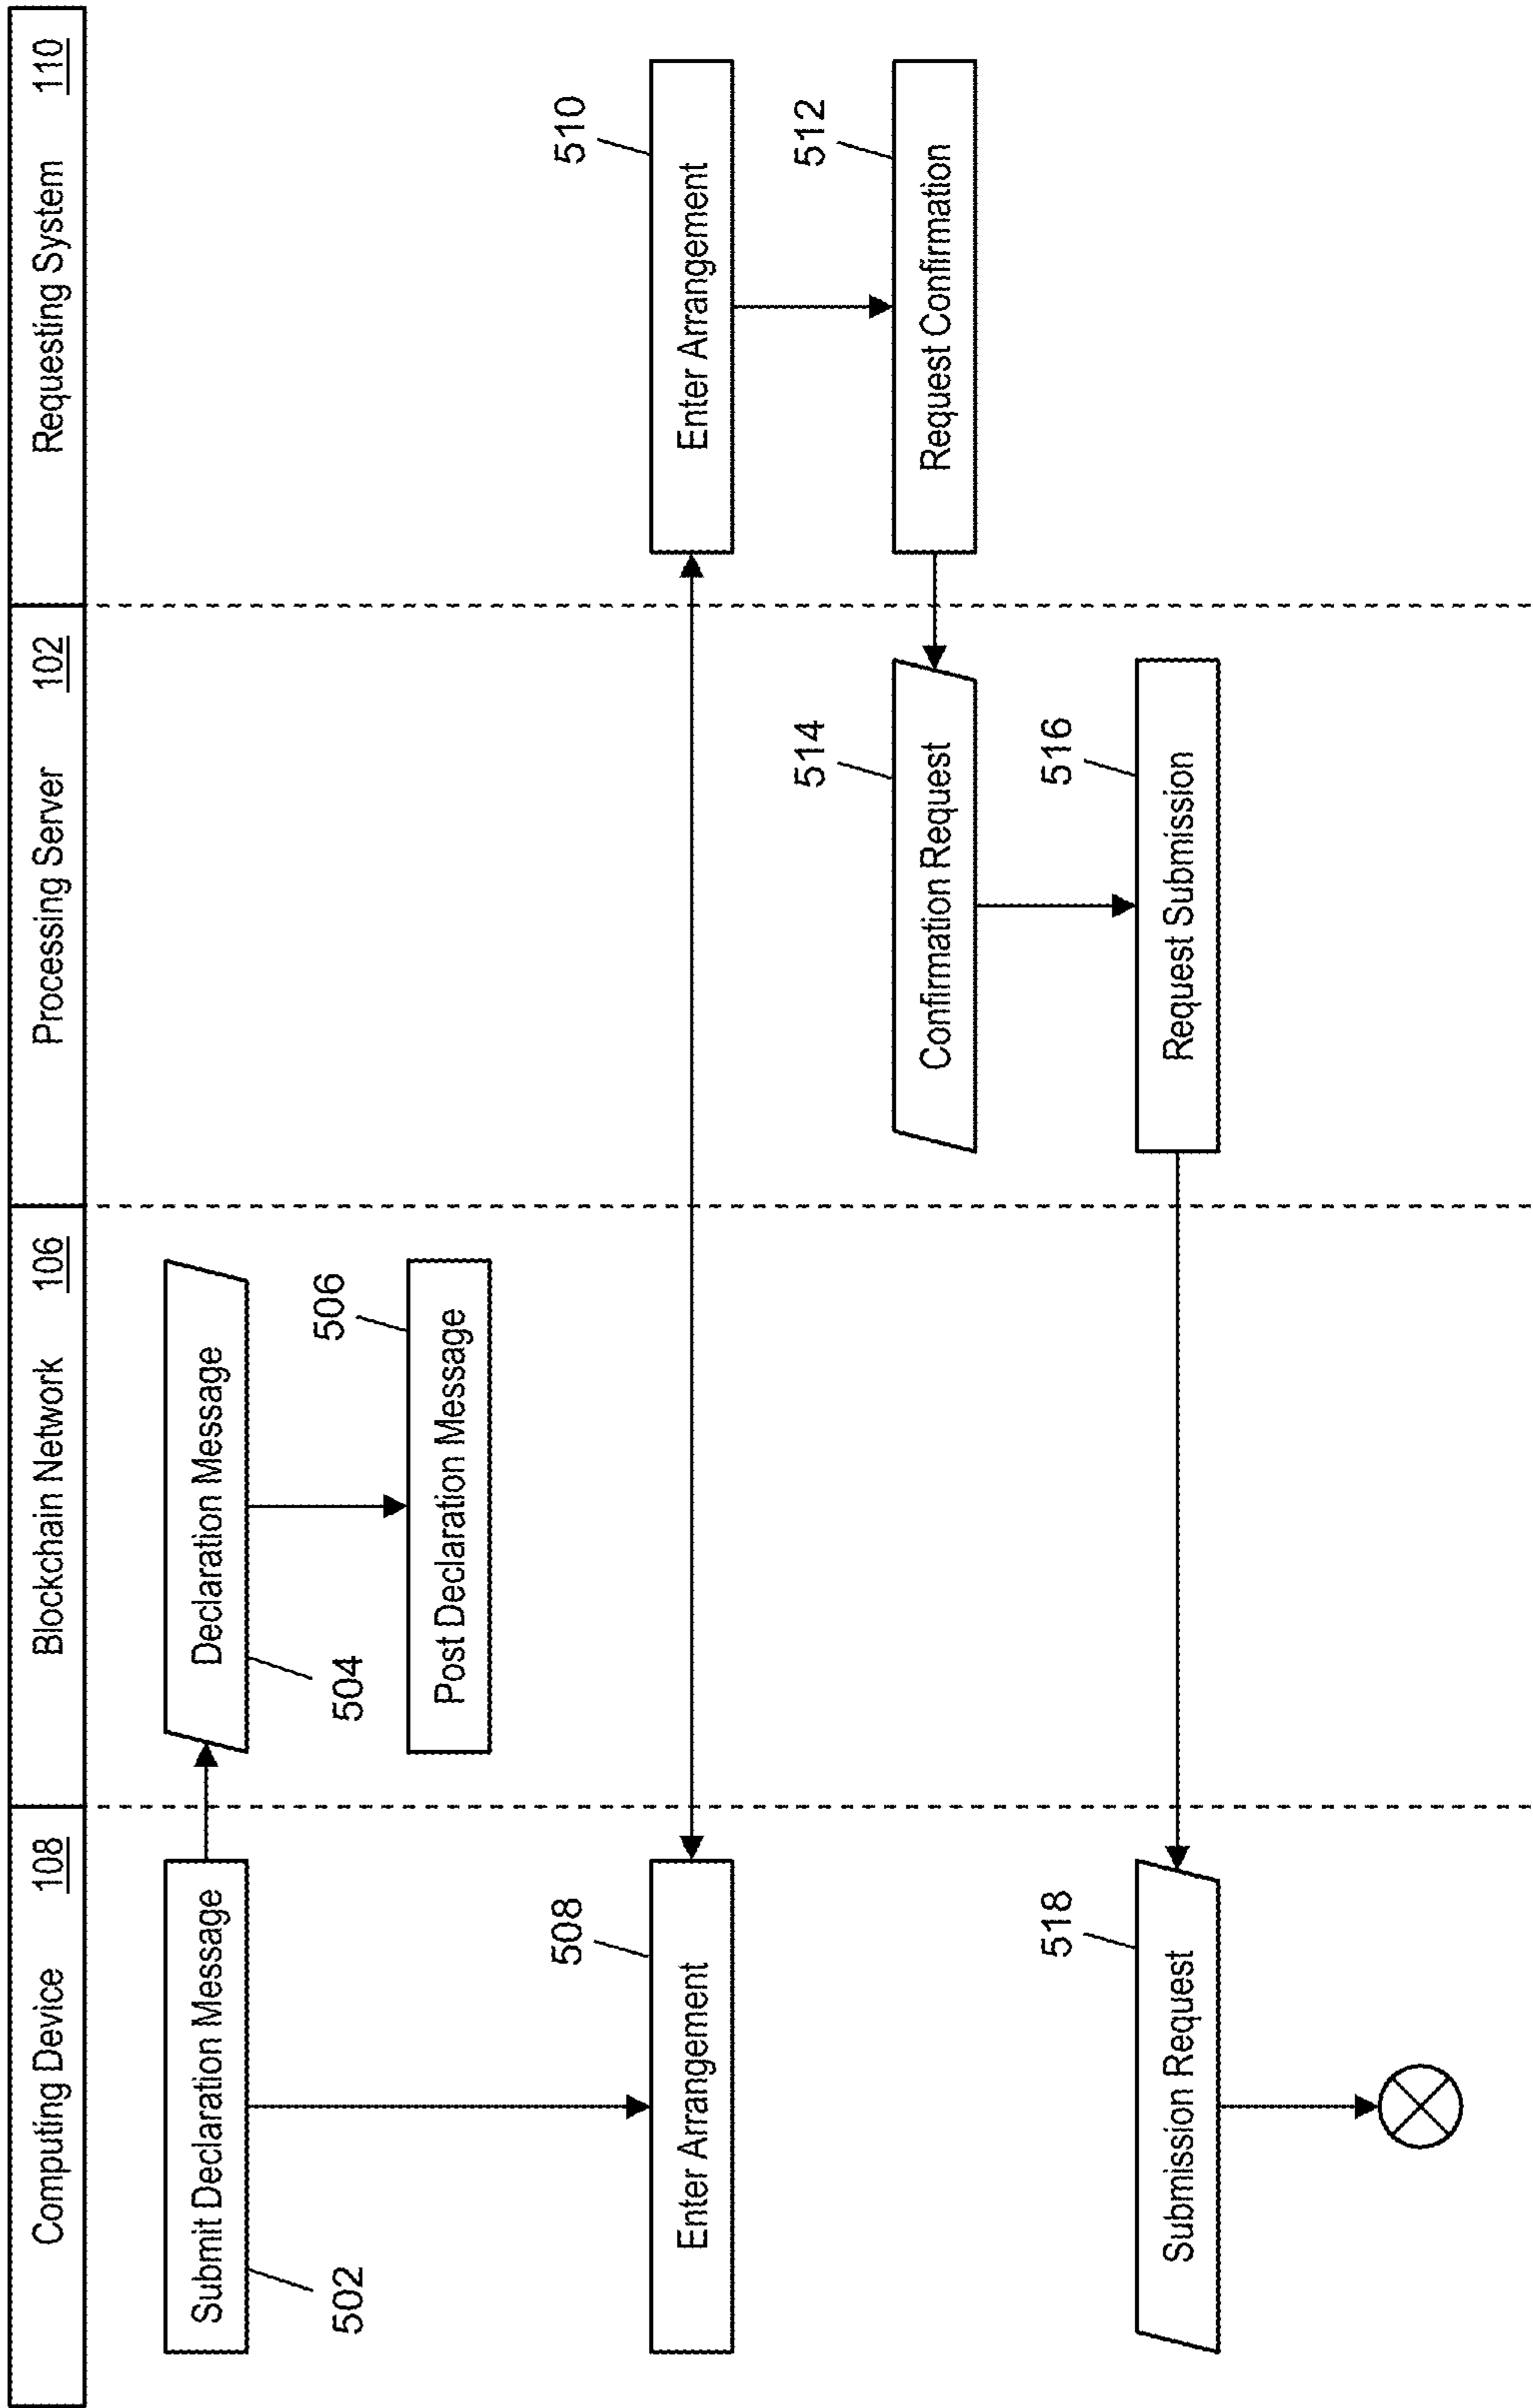 Computing Device 108
Blockchain Network 106
Processing Server 102
Requesting System 110
Submit Declaration Message
502
Declaration Message
504
Post Declaration Message
506
Enter Arrangement
508
Enter Arrangement
510
Request Confirmation
512
Confirmation Request
514
Request Submission
516
Submission Request
518